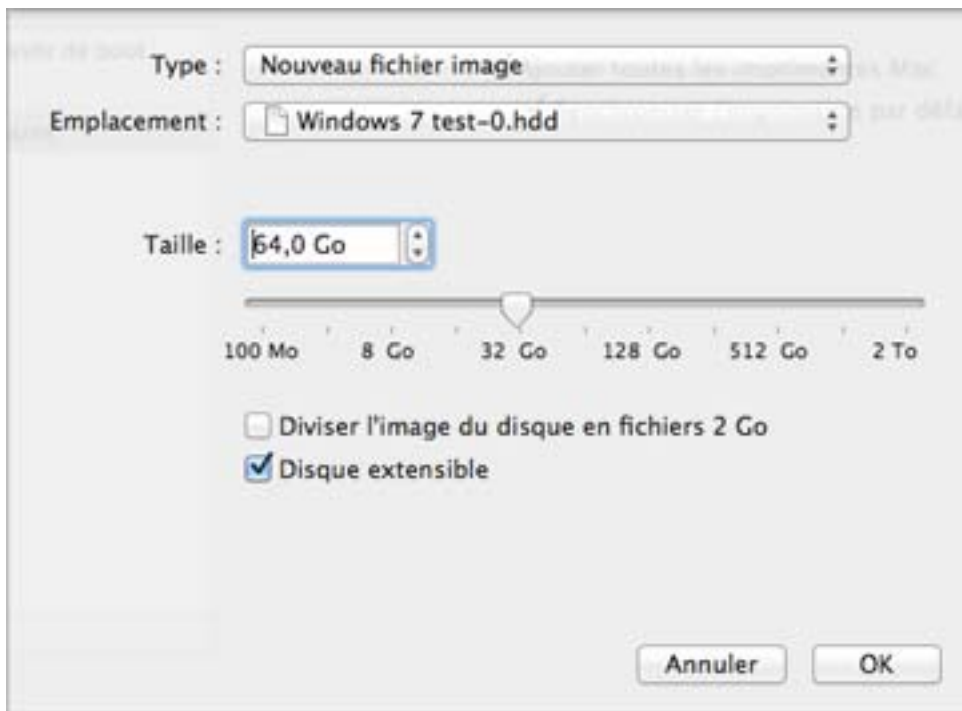 Type : Nouveau fichier image
Emplacement : Windows 7 test-0.hdd
Taille : 64,0 Go
100 Mo 8 Go 32 Go 128 Go 512 Go 2 To
Diviser l'image du disque en fichiers 2 Go
Disque extensible
Annuler OK